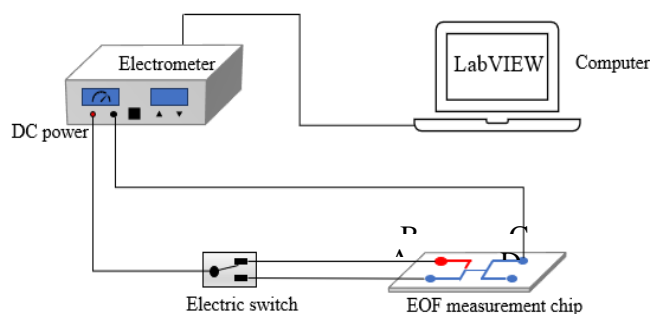 Electrometer
LabVIEW
Computer
DC power
B
C
A
D
Electric switch
EOF measurement chip